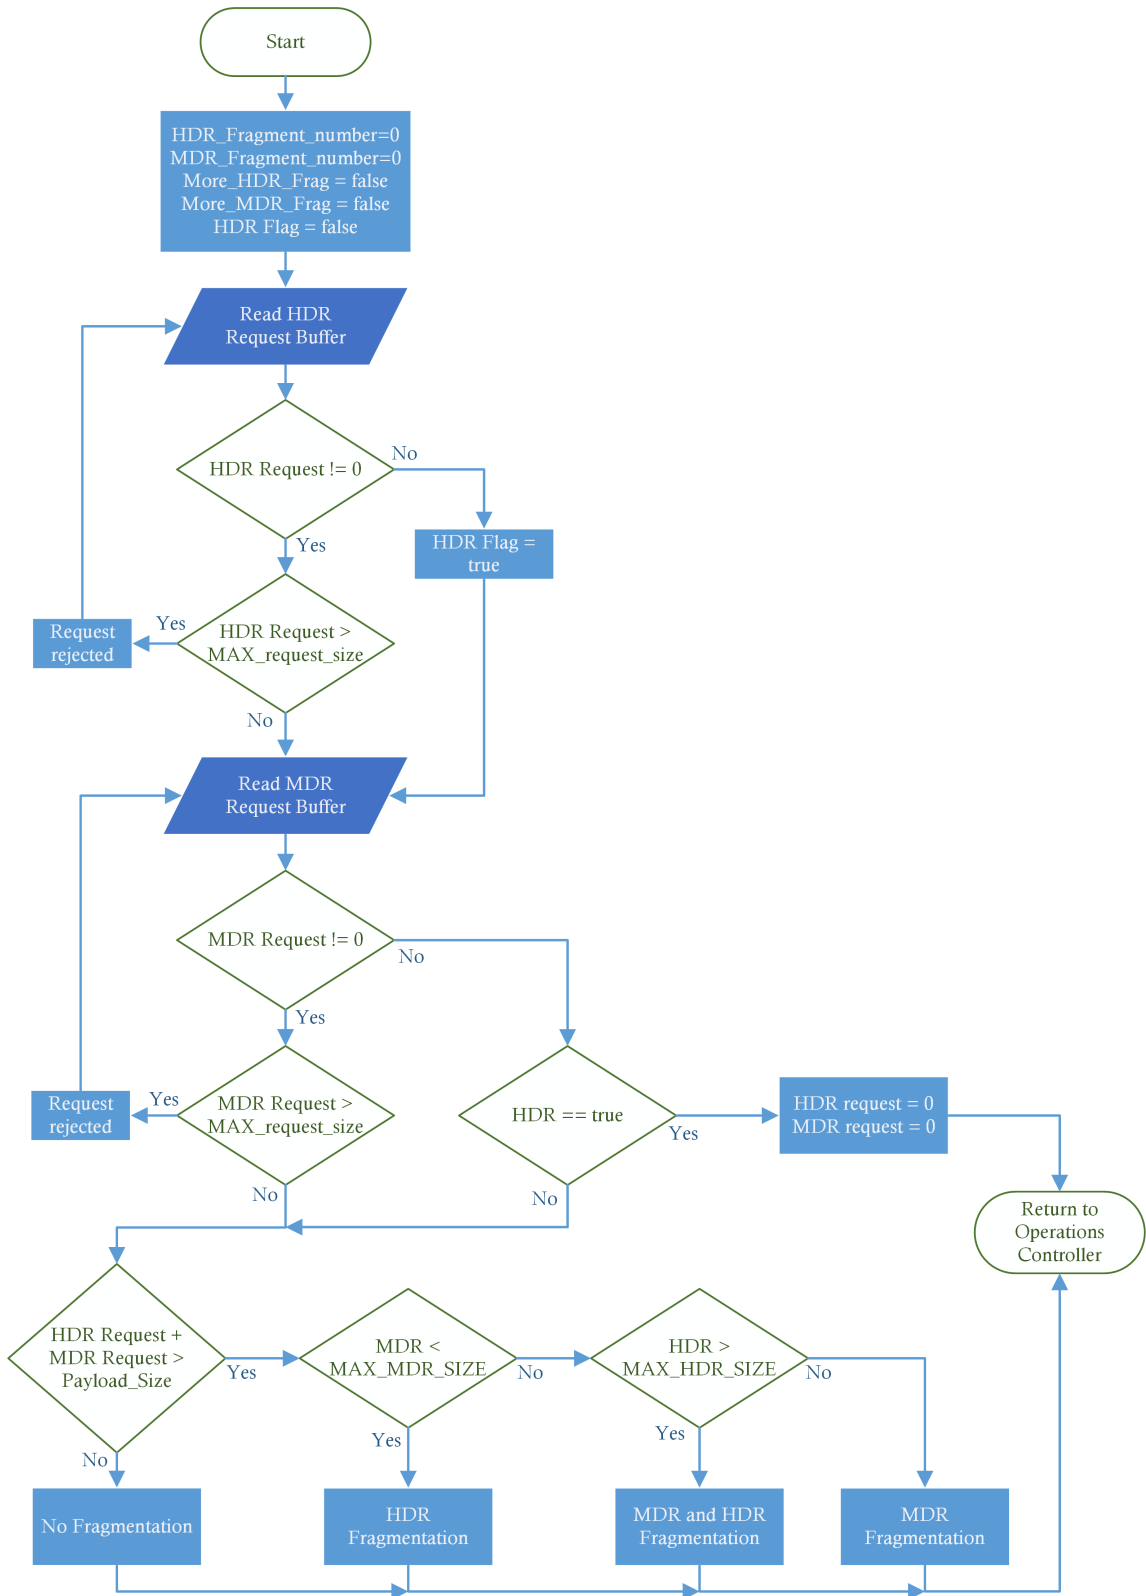 Start
HDR_Fragment_number=0
MDR_Fragment_number=0
More_HDR_Frag = false
More_MDR_Frag = false
HDR Flag = false
Read HDR
Request Buffer
HDR Request != 0
No
Yes
HDR Flag =
true
HDR Request >
MAX_request_size
Yes
Request
rejected
No
Read MDR
Request Buffer
MDR Request != 0
No
Yes
MDR Request >
MAX_request_size
Yes
Request
rejected
No
HDR == true
Yes
No
HDR request = 0
MDR request = 0
Return to
Operations
Controller
HDR Request +
MDR Request >
Payload_Size
Yes
No
MDR <
MAX_MDR_SIZE
No
Yes
HDR >
MAX_HDR_SIZE
No
Yes
No Fragmentation
HDR
Fragmentation
MDR and HDR
Fragmentation
MDR
Fragmentation